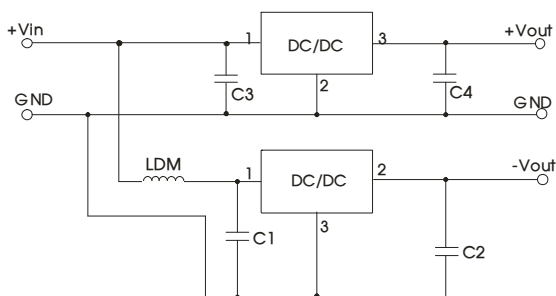 +Vin
1
DC/DC
3
+Vout
2
C3
C4
GND
GND
LDM
1
DC/DC
2
-Vout
3
C1
C2